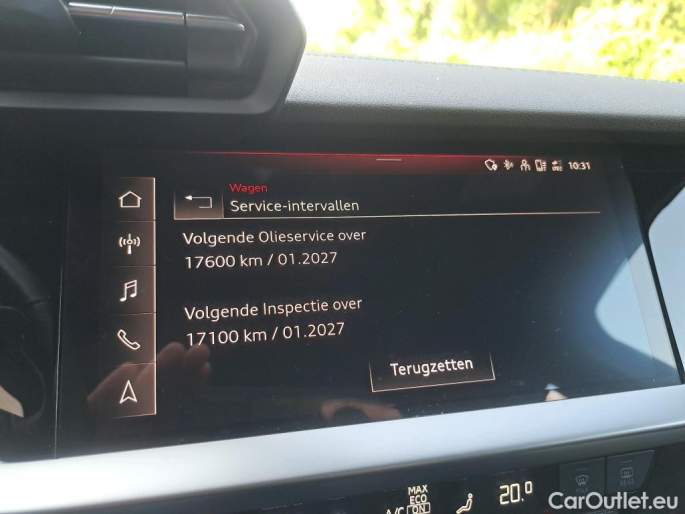 10:31
Wagen
Service-intervallen
Volgende Olieservice over
17600 km / 01.2027
Volgende Inspectie over
17100 km / 01.2027
Terugzetten
MAX
ECO
A/C ON
20.0°
CarOutlet.eu